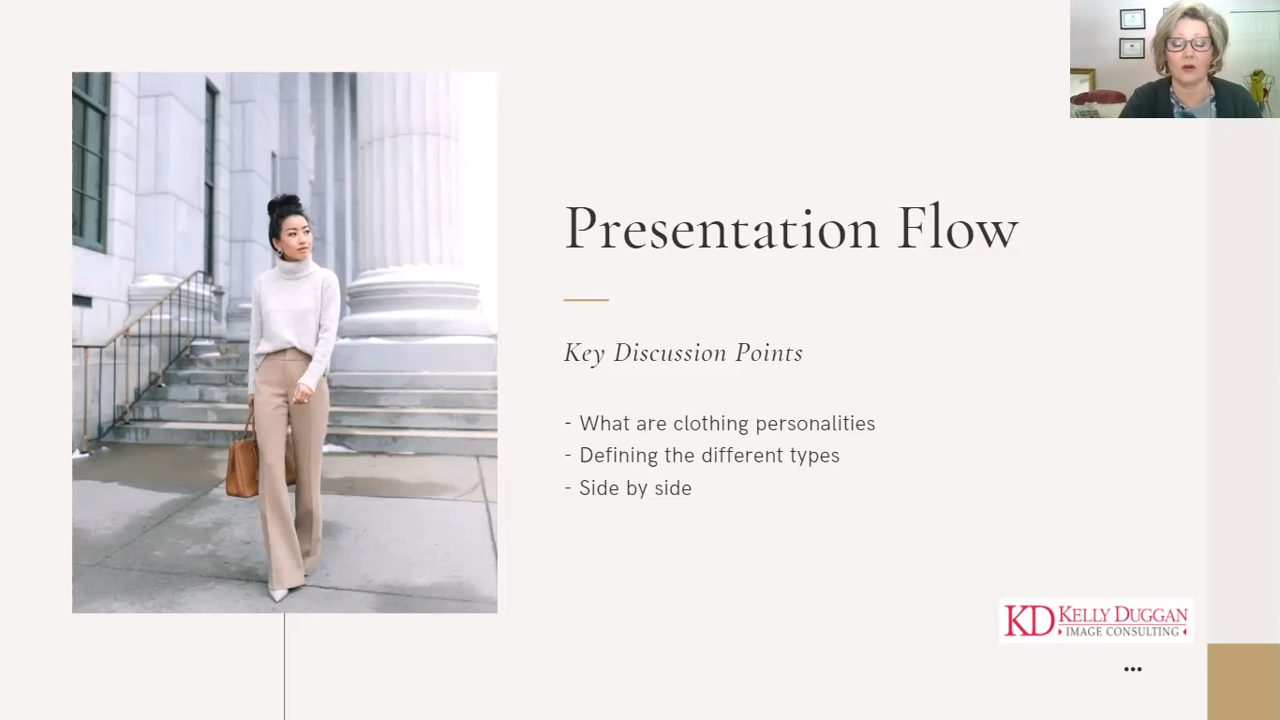 Presentation Flow
Key Discussion Points
- What are clothing personalities
- Defining the different types
- Side by side
KD KELLY DUGGAN
IMAGE CONSULTING